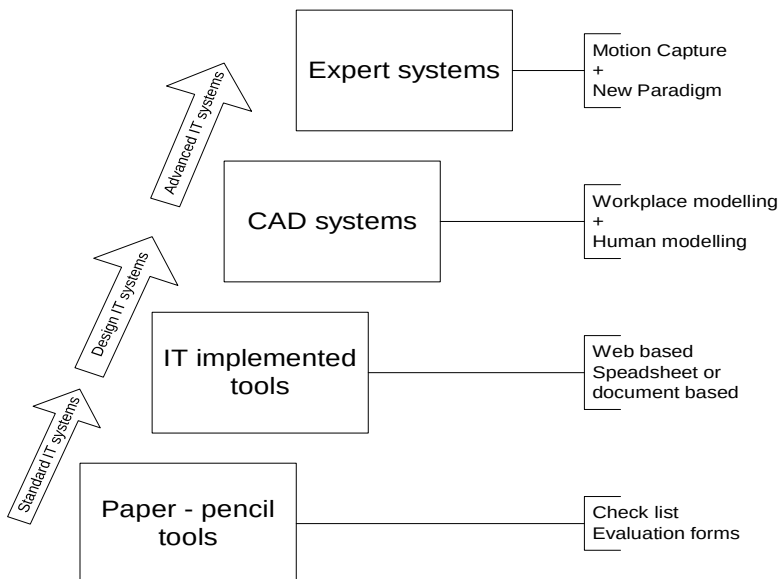 Expert systems
Motion Capture
+
New Paradigm
Advanced IT systems
CAD systems
Workplace modelling
+
Human modelling
Design IT systems
IT implemented
tools
Web based
Speadsheet or
document based
Standard IT systems
Paper - pencil
tools
Check list
Evaluation forms